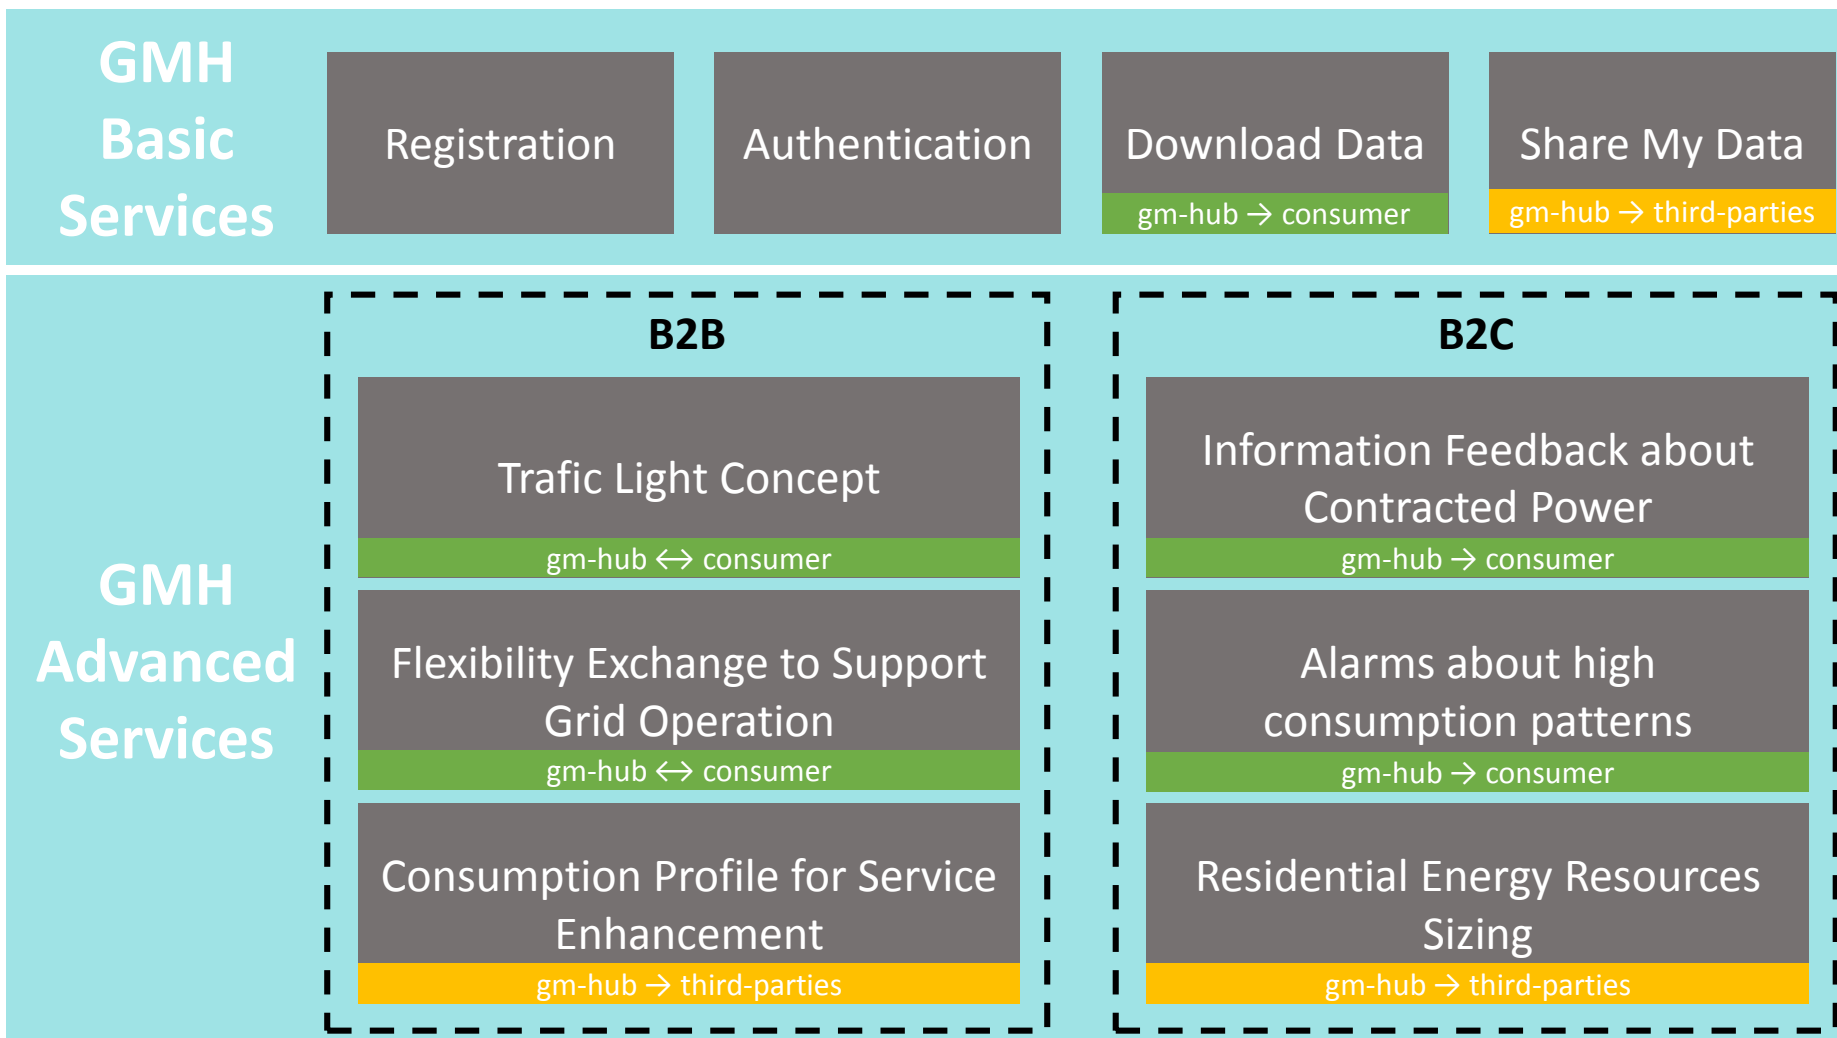 GMH
Basic
Services
Registration
Authentication
Download Data
gm-hub → consumer
Share My Data
gm-hub → third-parties
GMH
Advanced
Services
B2B
Trafic Light Concept
gm-hub ↔ consumer
Flexibility Exchange to Support
Grid Operation
gm-hub ↔ consumer
Consumption Profile for Service
Enhancement
gm-hub → third-parties
B2C
Information Feedback about
Contracted Power
gm-hub → consumer
Alarms about high
consumption patterns
gm-hub → consumer
Residential Energy Resources
Sizing
gm-hub → third-parties